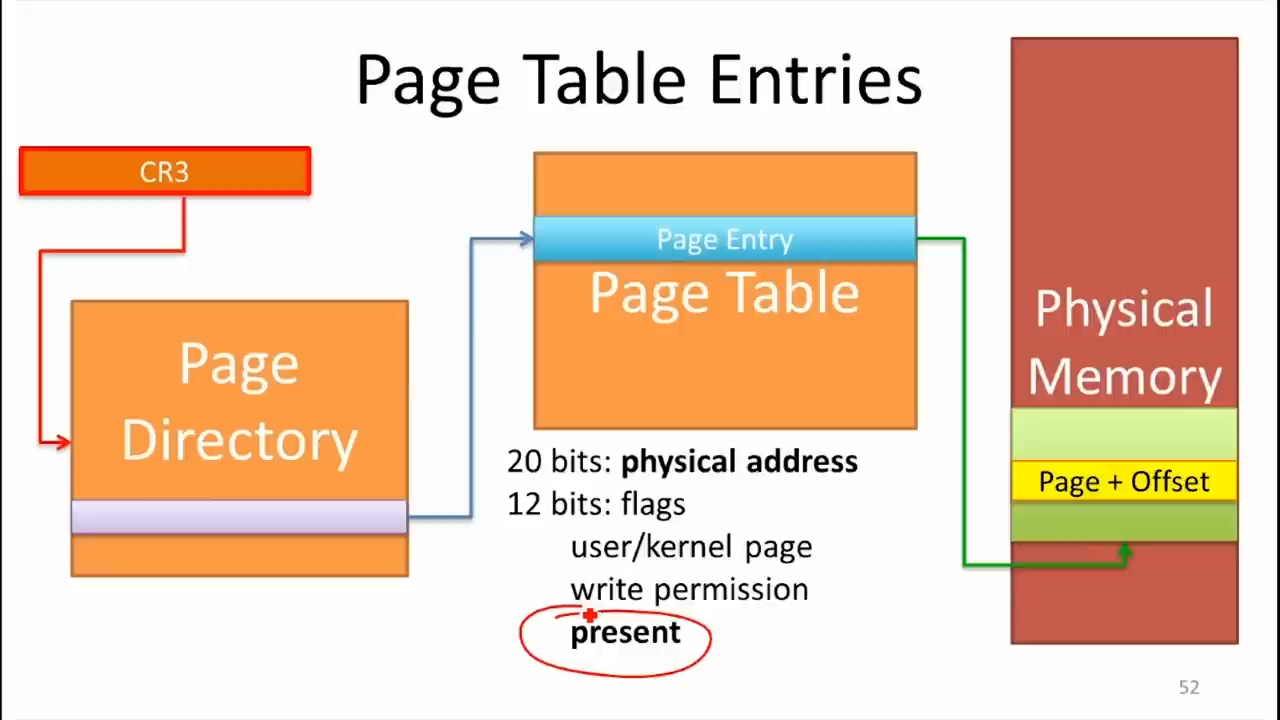 Page Table Entries
CR3
Page
Directory
Page Entry
Page Table
20 bits: physical address
12 bits: flags
user/kernel page
write permission
present
Physical
Memory
Page + Offset
52